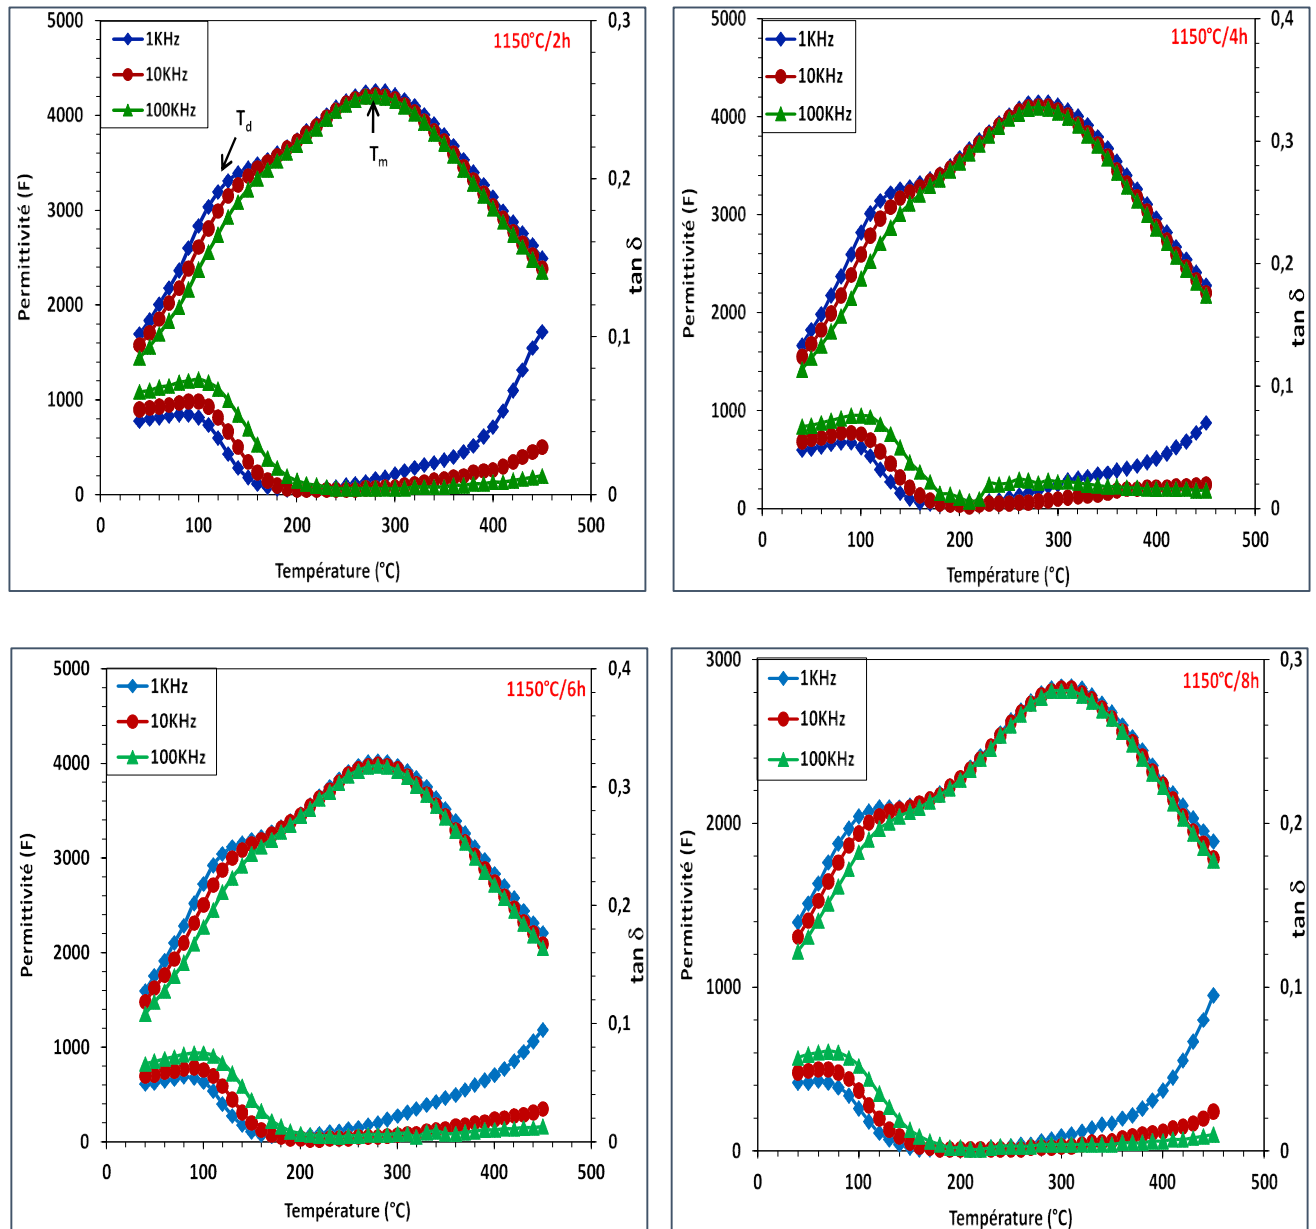 5000
4000
3000
2000
1000
0
0,3
0,2
0,1
0
1KHz
10KHz
100KHz
1150°C/2h
T_d
T_m
Permittivité (F)
tan δ
0 100 200 300 400 500
Température (°C)
5000
4000
3000
2000
1000
0
0,4
0,3
0,2
0,1
0
1KHz
10KHz
100KHz
1150°C/4h
Permittivité (F)
tan δ
0 100 200 300 400 500
Température (°C)
5000
4000
3000
2000
1000
0
0,4
0,3
0,2
0,1
0
1KHz
10KHz
100KHz
1150°C/6h
Permittivité (F)
tan δ
0 100 200 300 400 500
Température (°C)
3000
2000
1000
0
0,3
0,2
0,1
0
1KHz
10KHz
100KHz
1150°C/8h
Permittivité (F)
tan δ
0 100 200 300 400 500
Température (°C)